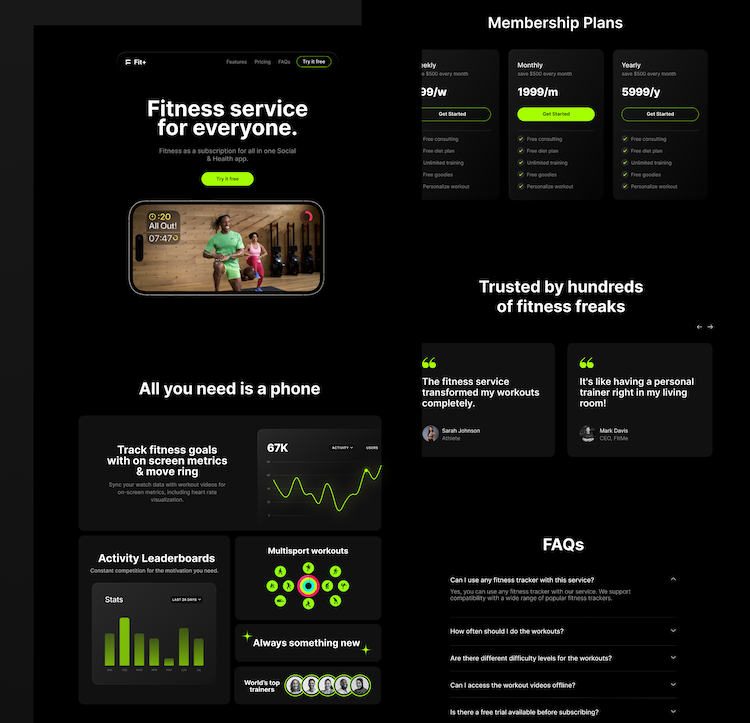 Fit+
Features
Pricing
FAQs
Try it free
Fitness service
for everyone.
Fitness as a subscription for all in one Social
& Health app.
Try it free
:20
All Out!
07:47
All you need is a phone
Track fitness goals
with on screen metrics
& move ring
Sync your watch data with workout videos for
on-screen metrics, including heart rate
visualization.
67K
ACTIVITY
USERS
Activity Leaderboards
Constant competition for the motivation you need.
Stats
LAST 28 DAYS
Multisport workouts
Always something new
World's top
trainers
Membership Plans
ekly
e $500 every month
99/w
Get Started
Free consulting
Free diet plan
Unlimited training
Free goodies
Personalize workout
Monthly
save $500 every month
1999/m
Get Started
Free consulting
Free diet plan
Unlimited training
Free goodies
Personalize workout
Yearly
save $500 every month
5999/y
Get Started
Free consulting
Free diet plan
Unlimited training
Free goodies
Personalize workout
Trusted by hundreds
of fitness freaks
The fitness service
transformed my workouts
completely.
Sarah Johnson
Athlete
It's like having a personal
trainer right in my living
room!
Mark Davis
CEO, FitMe
FAQs
Can I use any fitness tracker with this service?
Yes, you can use any fitness tracker with our service. We support
compatibility with a wide range of popular fitness trackers.
How often should I do the workouts?
Are there different difficulty levels for the workouts?
Can I access the workout videos offline?
Is there a free trial available before subscribing?